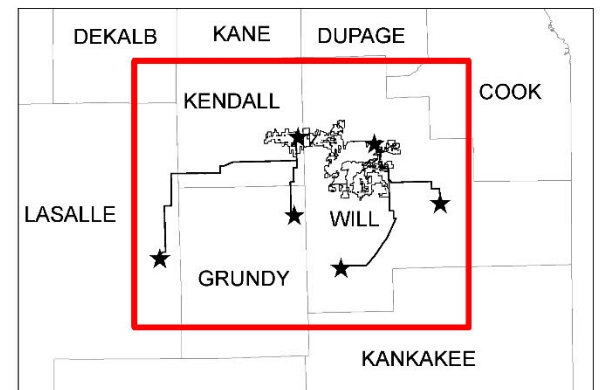 DEKALB
KANE
DUPAGE
COOK
KENDALL
LASALLE
WILL
GRUNDY
KANKAKEE